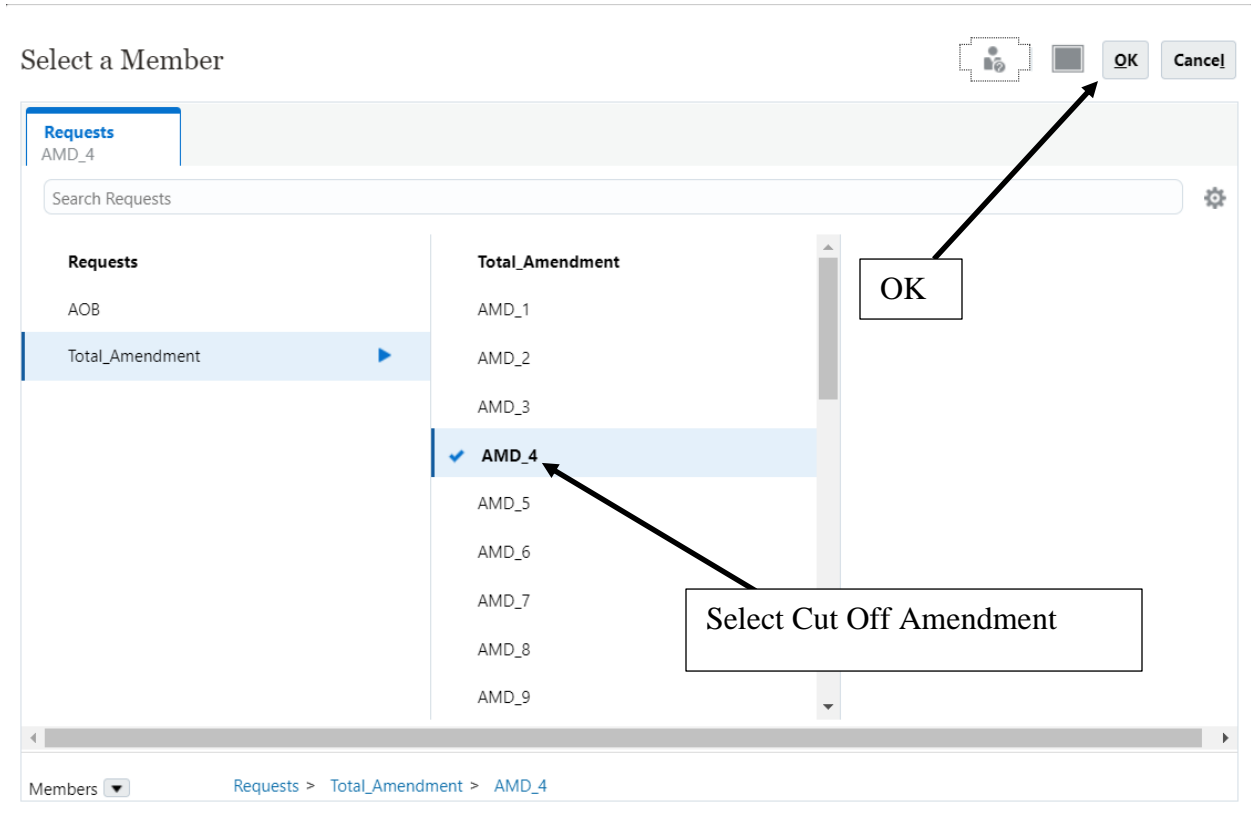 Select a Member
OK
Cancel
Requests
AMD_4
Search Requests
Requests
AOB
Total_Amendment
Total_Amendment
AMD_1
AMD_2
AMD_3
AMD_4
AMD_5
AMD_6
AMD_7
AMD_8
AMD_9
OK
Select Cut Off Amendment
Members
Requests > Total_Amendment > AMD_4